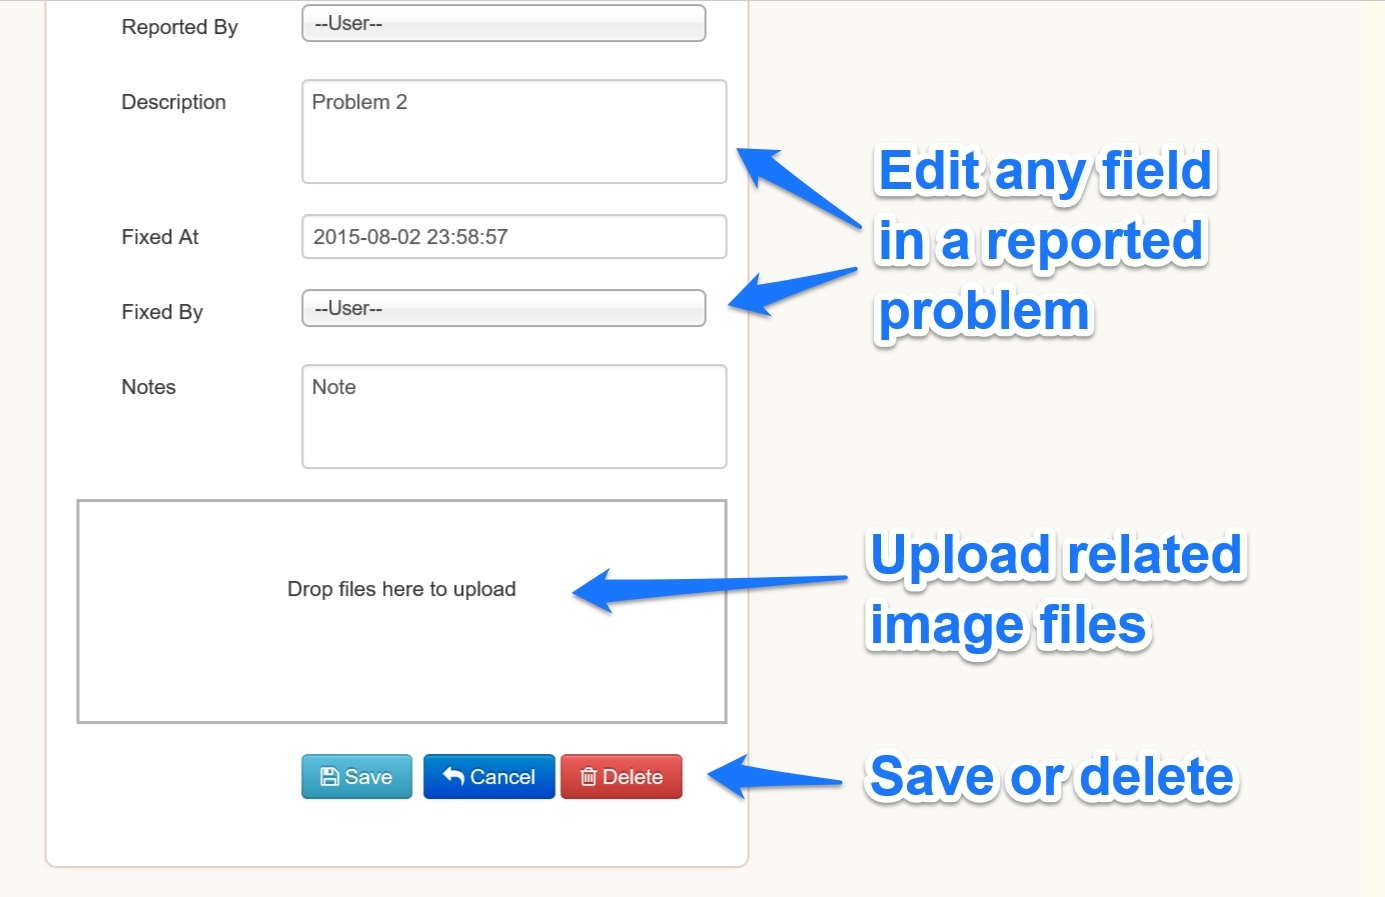 Reported By
--User--
Description
Problem 2
Edit any field
in a reported
problem
Fixed At
2015-08-02 23:58:57
Fixed By
--User--
Notes
Note
Drop files here to upload
Upload related
image files
Save
Cancel
Delete
Save or delete